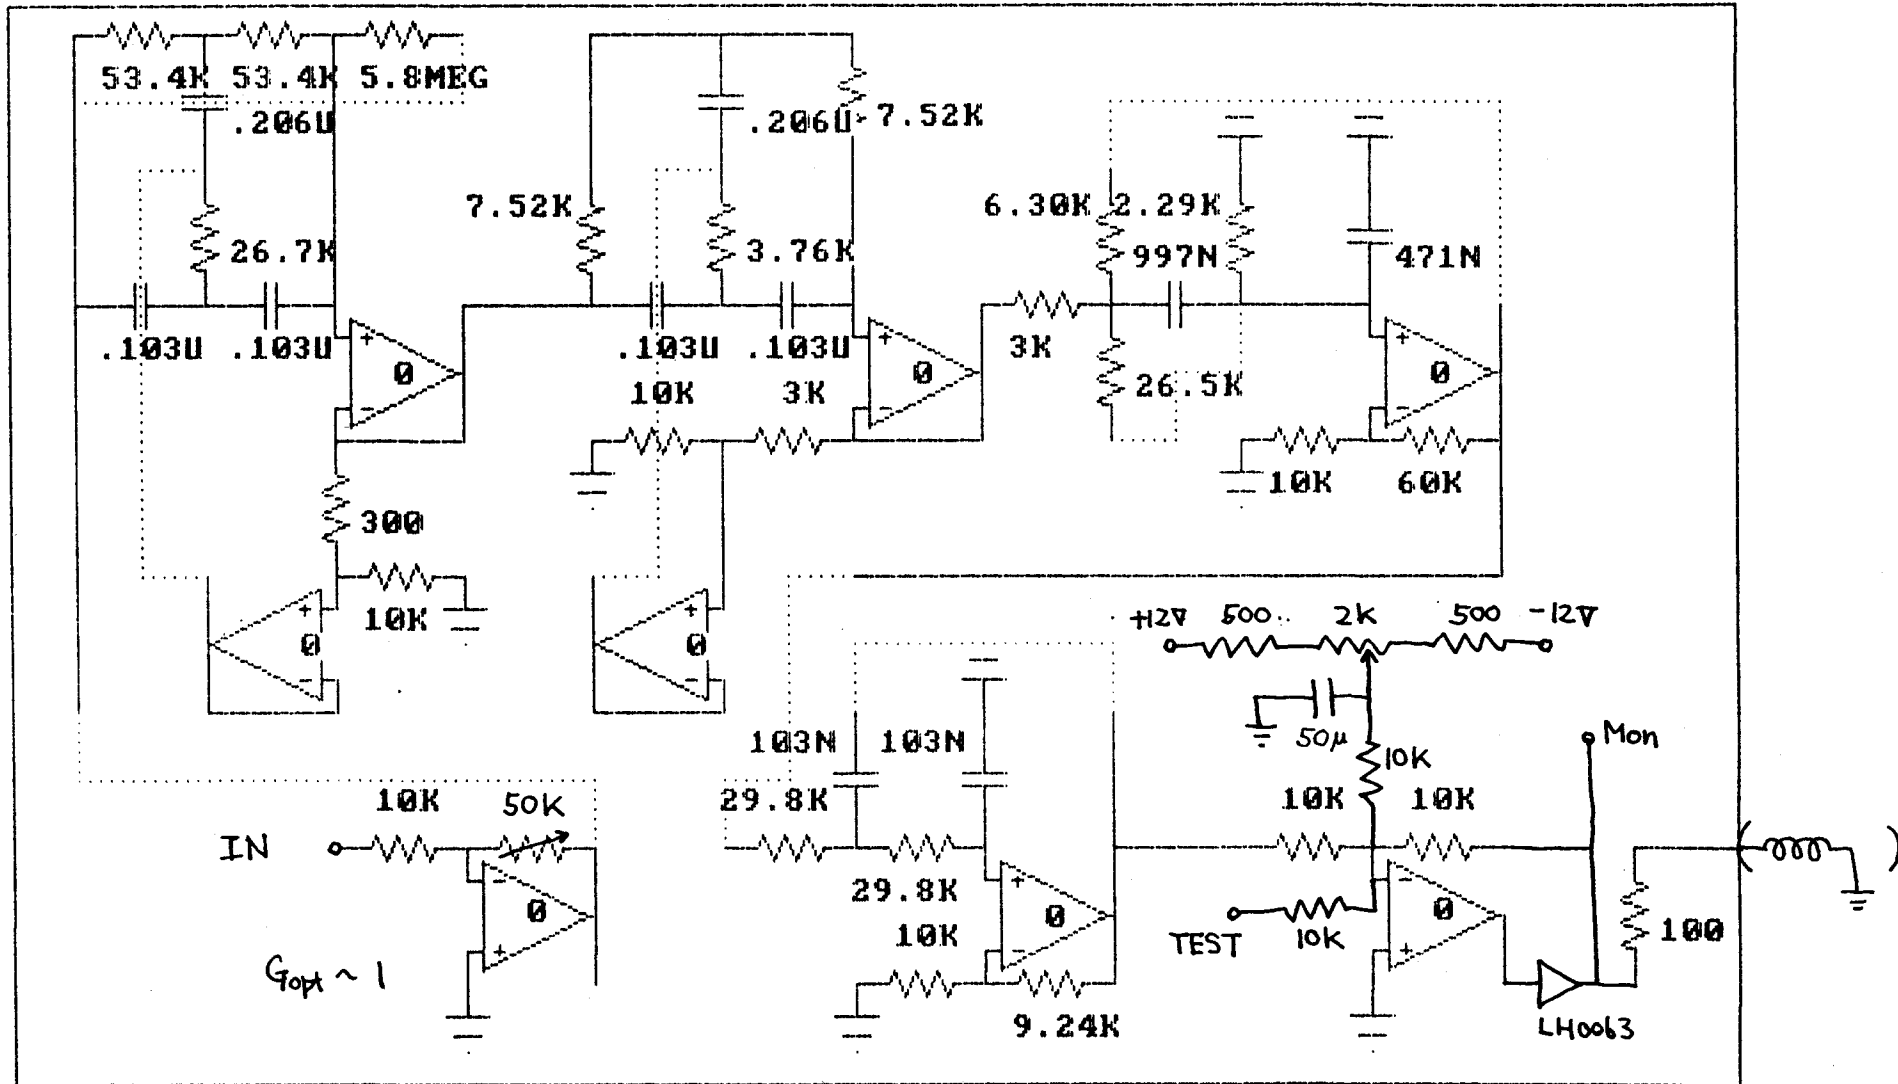 53.4K 53.4K 5.8MEG
.206U .206U 7.52K
7.52K 6.30K 2.29K
26.7K 3.76K 997N 471N
.103U .103U .103U .103U 3K
+ 0 - + 0 - + 0 -
10K 3K 26.5K
10K 60K
300
10K
+ 0 - + 0 -
+12V 500 2K 500 -12V
50μ 10K Mon
103N 103N
10K 50K 29.8K 10K 10K
IN
29.8K
- 0 + + 0 - - 0 +
10K TEST 10K 100
Gopt ~ 1
9.24K LH0063